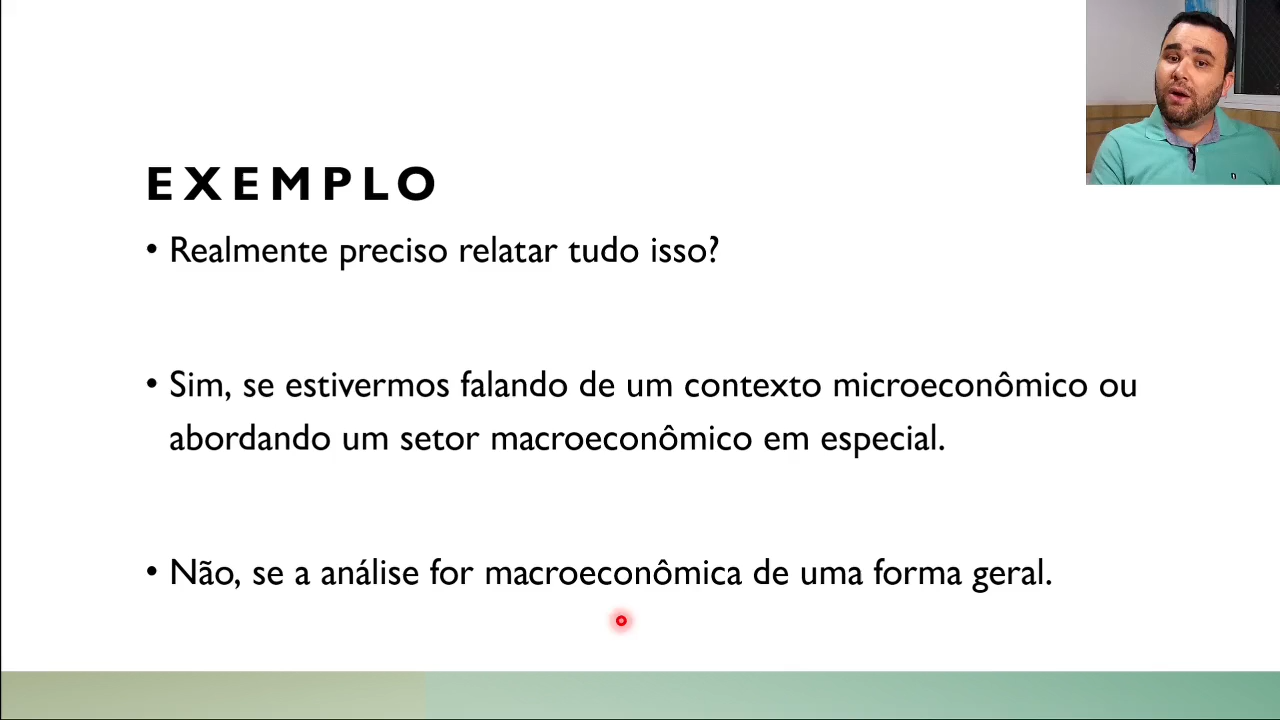 EXEMPLO
• Realmente preciso relatar tudo isso?
• Sim, se estivermos falando de um contexto microeconômico ou
abordando um setor macroeconômico em especial.
• Não, se a análise for macroeconômica de uma forma geral.